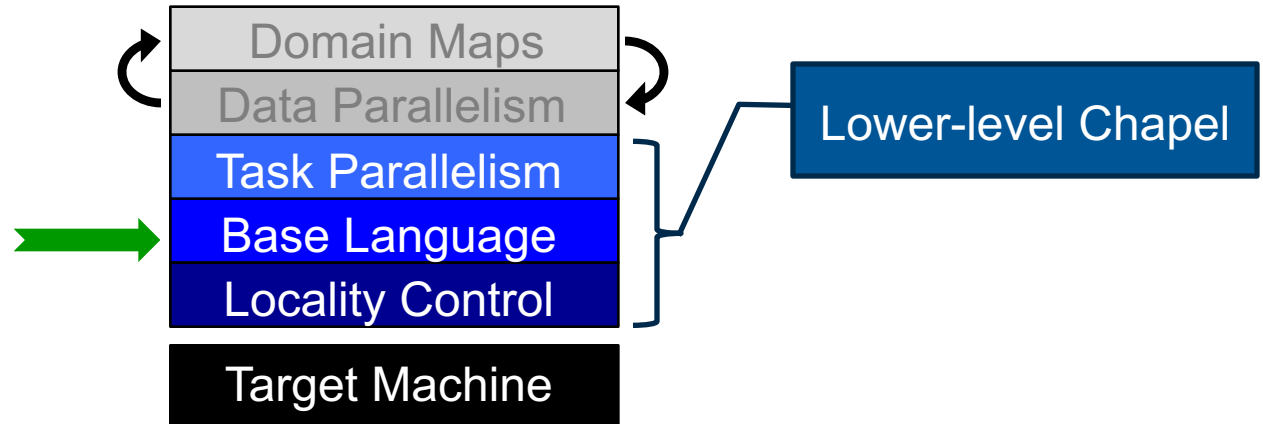 Domain Maps
Data Parallelism
Task Parallelism
Base Language
Locality Control
Target Machine
Lower-level Chapel